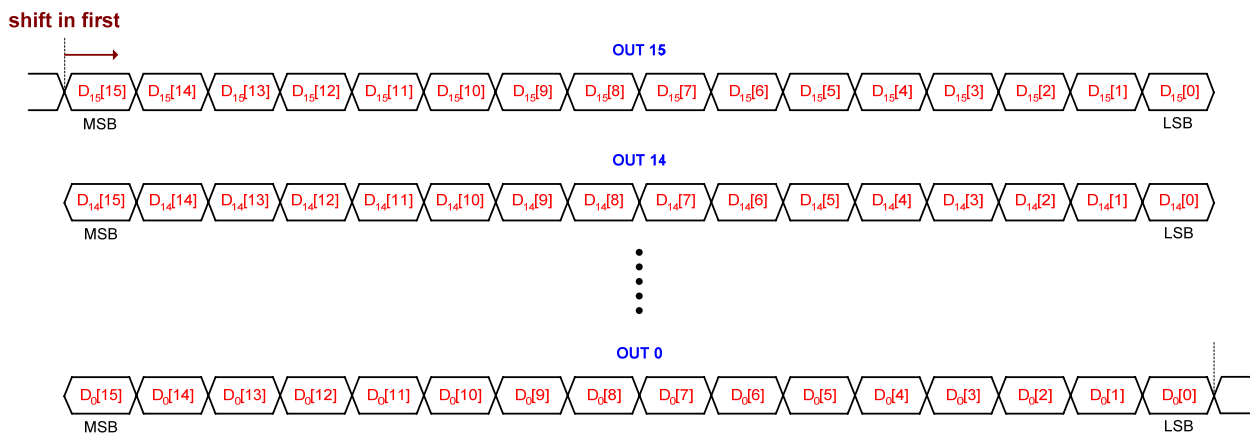 shift in first
OUT 15
D15[15] D15[14] D15[13] D15[12] D15[11] D15[10] D15[9] D15[8] D15[7] D15[6] D15[5] D15[4] D15[3] D15[2] D15[1] D15[0]
MSB LSB
OUT 14
D14[15] D14[14] D14[13] D14[12] D14[11] D14[10] D14[9] D14[8] D14[7] D14[6] D14[5] D14[4] D14[3] D14[2] D14[1] D14[0]
MSB LSB
OUT 0
D0[15] D0[14] D0[13] D0[12] D0[11] D0[10] D0[9] D0[8] D0[7] D0[6] D0[5] D0[4] D0[3] D0[2] D0[1] D0[0]
MSB LSB